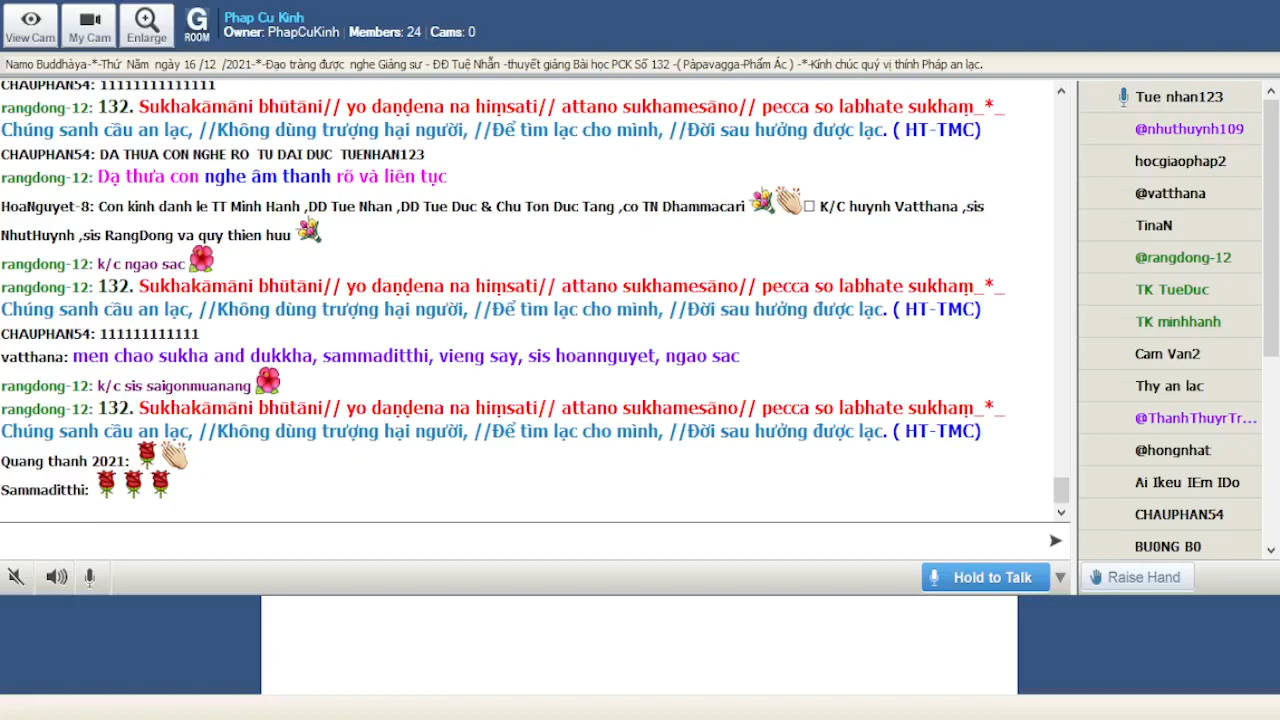 View Cam
My Cam
Enlarge
G
ROOM
Phap Cu Kinh
Owner: PhapCuKinh | Members: 24 | Cams: 0
Namo Buddhàya-*-Thứ Năm ngày 16 /12 /2021-*-Đạo tràng được nghe Giảng sư - ĐĐ Tuệ Nhẫn -thuyết giảng Bài học PCK Số 132 -( Pàpavagga-Phẩm Ác ) -*-Kính chúc quý vị thính Pháp an lạc.
CHAUPHAN54: 11111111111111
rangdong-12: 132. Sukhakāmāni bhūtāni// yo daṇḍena na hiṃsati// attano sukhamesāno// pecca so labhate sukhaṃ_*_
Chúng sanh cầu an lạc, //Không dùng trượng hại người, //Để tìm lạc cho mình, //Đời sau hưởng được lạc. ( HT-TMC)
CHAUPHAN54: DA THUA CON NGHE RO TU DAI DUC TUENHAN123
rangdong-12: Dạ thưa con nghe âm thanh rõ và liên tục
HoaNguyet-8: Con kinh danh le TT Minh Hanh ,DD Tue Nhan ,DD Tue Duc & Chu Ton Duc Tang ,co TN Dhammacari K/C huynh Vatthana ,sis
NhutHuynh ,sis RangDong va quy thien huu
rangdong-12: k/c ngao sac
rangdong-12: 132. Sukhakāmāni bhūtāni// yo daṇḍena na hiṃsati// attano sukhamesāno// pecca so labhate sukhaṃ_*_
Chúng sanh cầu an lạc, //Không dùng trượng hại người, //Để tìm lạc cho mình, //Đời sau hưởng được lạc. ( HT-TMC)
CHAUPHAN54: 111111111111
vatthana: men chao sukha and dukkha, sammaditthi, vieng say, sis hoannguyet, ngao sac
rangdong-12: k/c sis saigonmuanang
rangdong-12: 132. Sukhakāmāni bhūtāni// yo daṇḍena na hiṃsati// attano sukhamesāno// pecca so labhate sukhaṃ_*_
Chúng sanh cầu an lạc, //Không dùng trượng hại người, //Để tìm lạc cho mình, //Đời sau hưởng được lạc. ( HT-TMC)
Quang thanh 2021:
Sammaditthi:
Hold to Talk
Tue nhan123
@nhuthuynh109
hocgiaophap2
@vatthana
TinaN
@rangdong-12
TK TueDuc
TK minhhanh
Cam Van2
Thy an lac
@ThanhThuyrTr...
@hongnhat
Ai Ikeu IEm IDo
CHAUPHAN54
BU0NG B0
Raise Hand